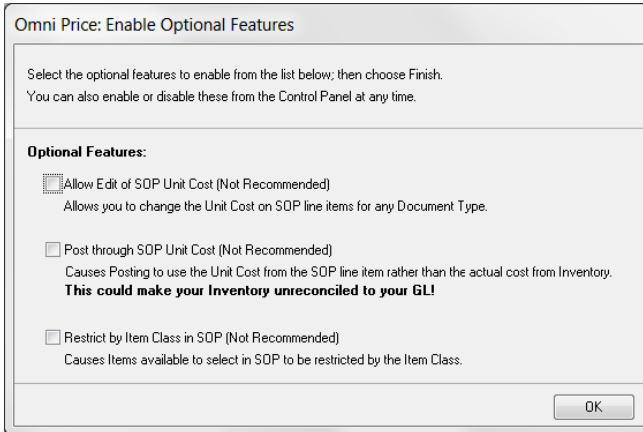 Omni Price: Enable Optional Features
Select the optional features to enable from the list below; then choose Finish.
You can also enable or disable these from the Control Panel at any time.
Optional Features:
Allow Edit of SOP Unit Cost (Not Recommended)
Allows you to change the Unit Cost on SOP line items for any Document Type.
Post through SOP Unit Cost (Not Recommended)
Causes Posting to use the Unit Cost from the SOP line item rather than the actual cost from Inventory.
This could make your Inventory unreconciled to your GL!
Restrict by Item Class in SOP (Not Recommended)
Causes Items available to select in SOP to be restricted by the Item Class.
OK